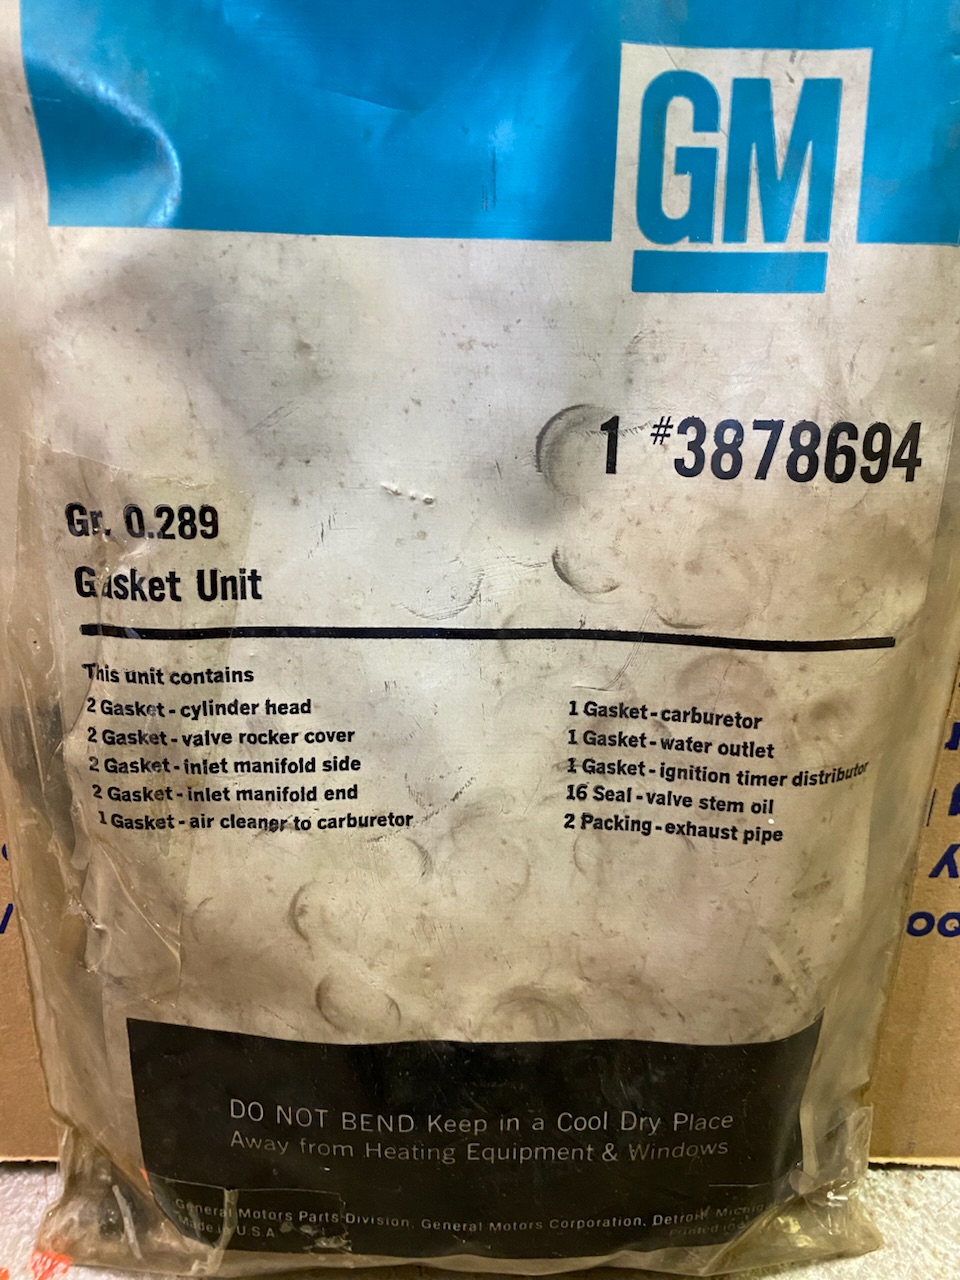 GM
1 #3878694
Gr. 0.289
Gasket Unit
This unit contains
2 Gasket-cylinder head
2 Gasket-valve rocker cover
2 Gasket-inlet manifold side
2 Gasket-inlet manifold end
1 Gasket-air cleaner to carburetor
1 Gasket-carburetor
1 Gasket-water outlet
1 Gasket-ignition timer distributor
16 Seal-valve stem oil
2 Packing-exhaust pipe
DO NOT BEND Keep in a Cool Dry Place
Away from Heating Equipment & Windows
General Motors Parts Division, General Motors Corporation, Detroit
Made in U.S.A.
Printed